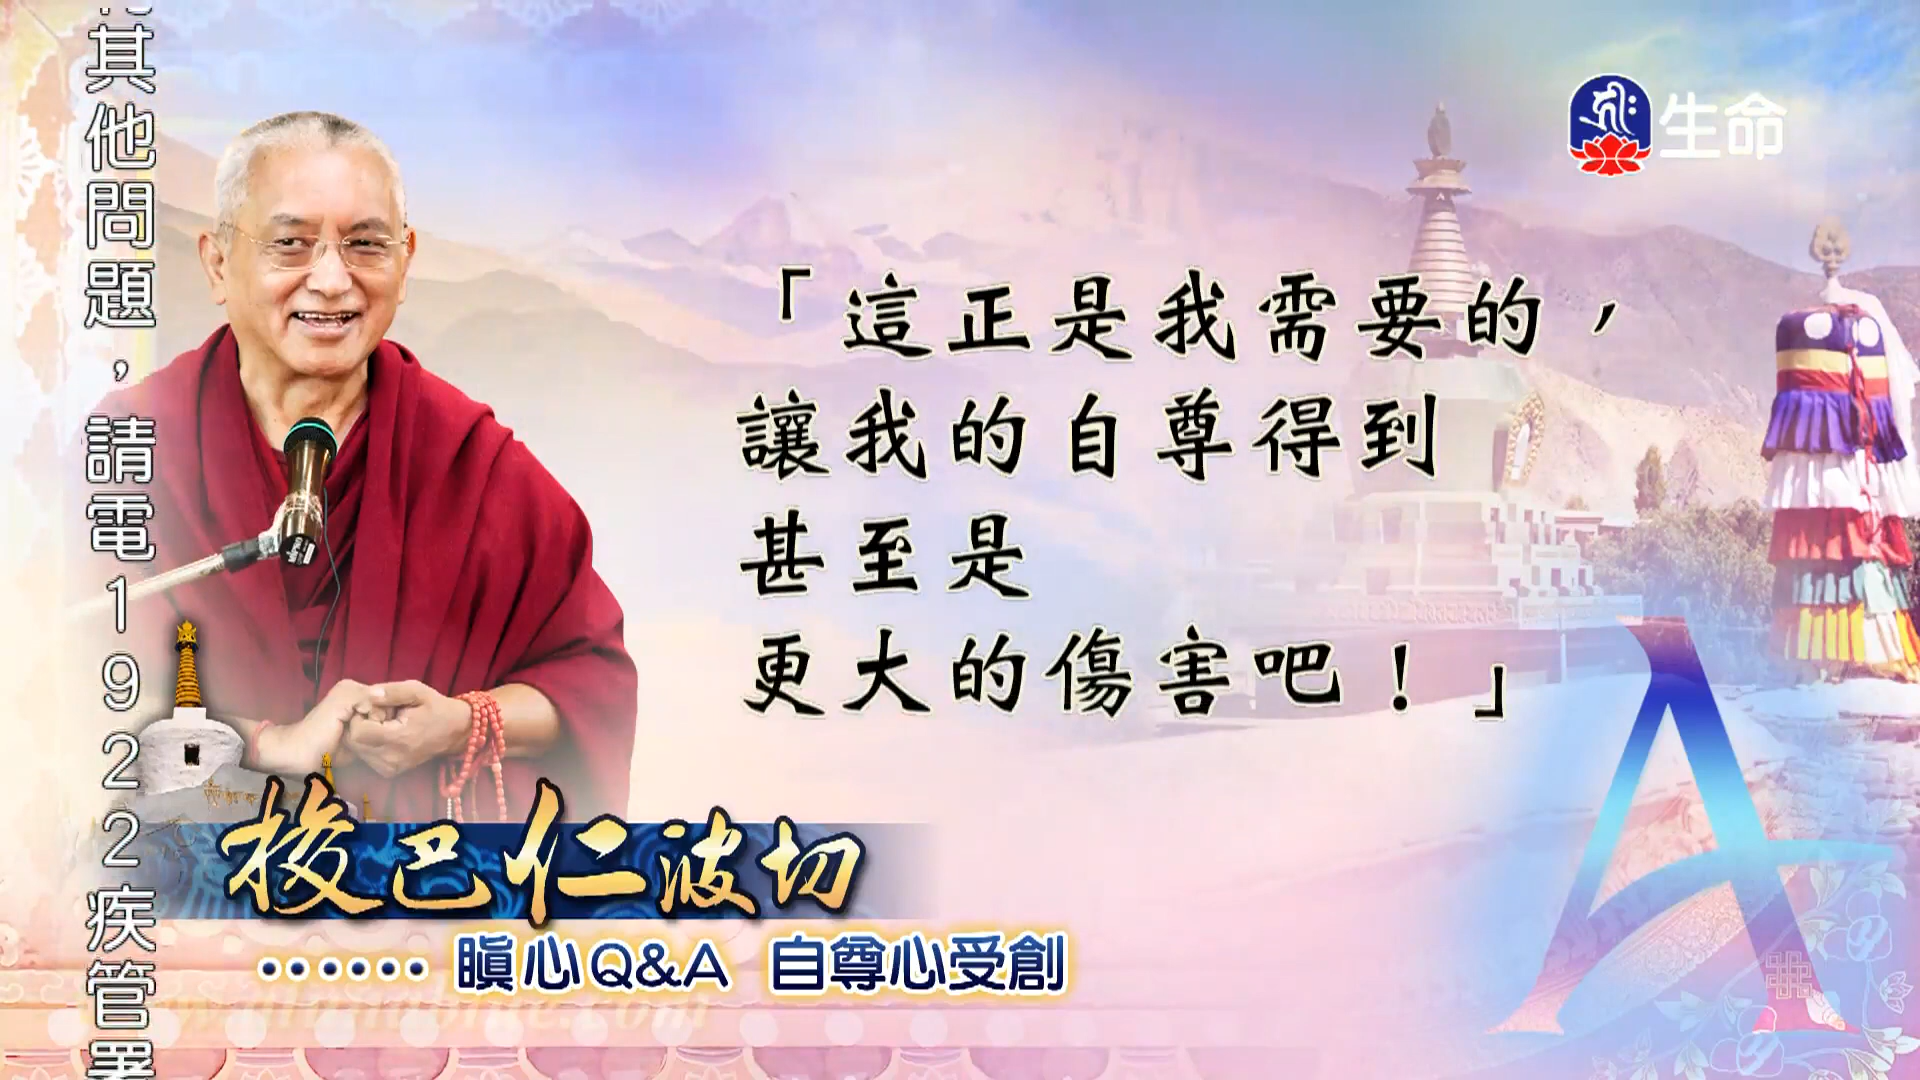 其他問題，請電1922疾管署
生命
「這正是我需要的，
讓我的自尊得到
甚至是
更大的傷害吧！」
梭巴仁波切
……瞋心Q&A 自尊心受創
A